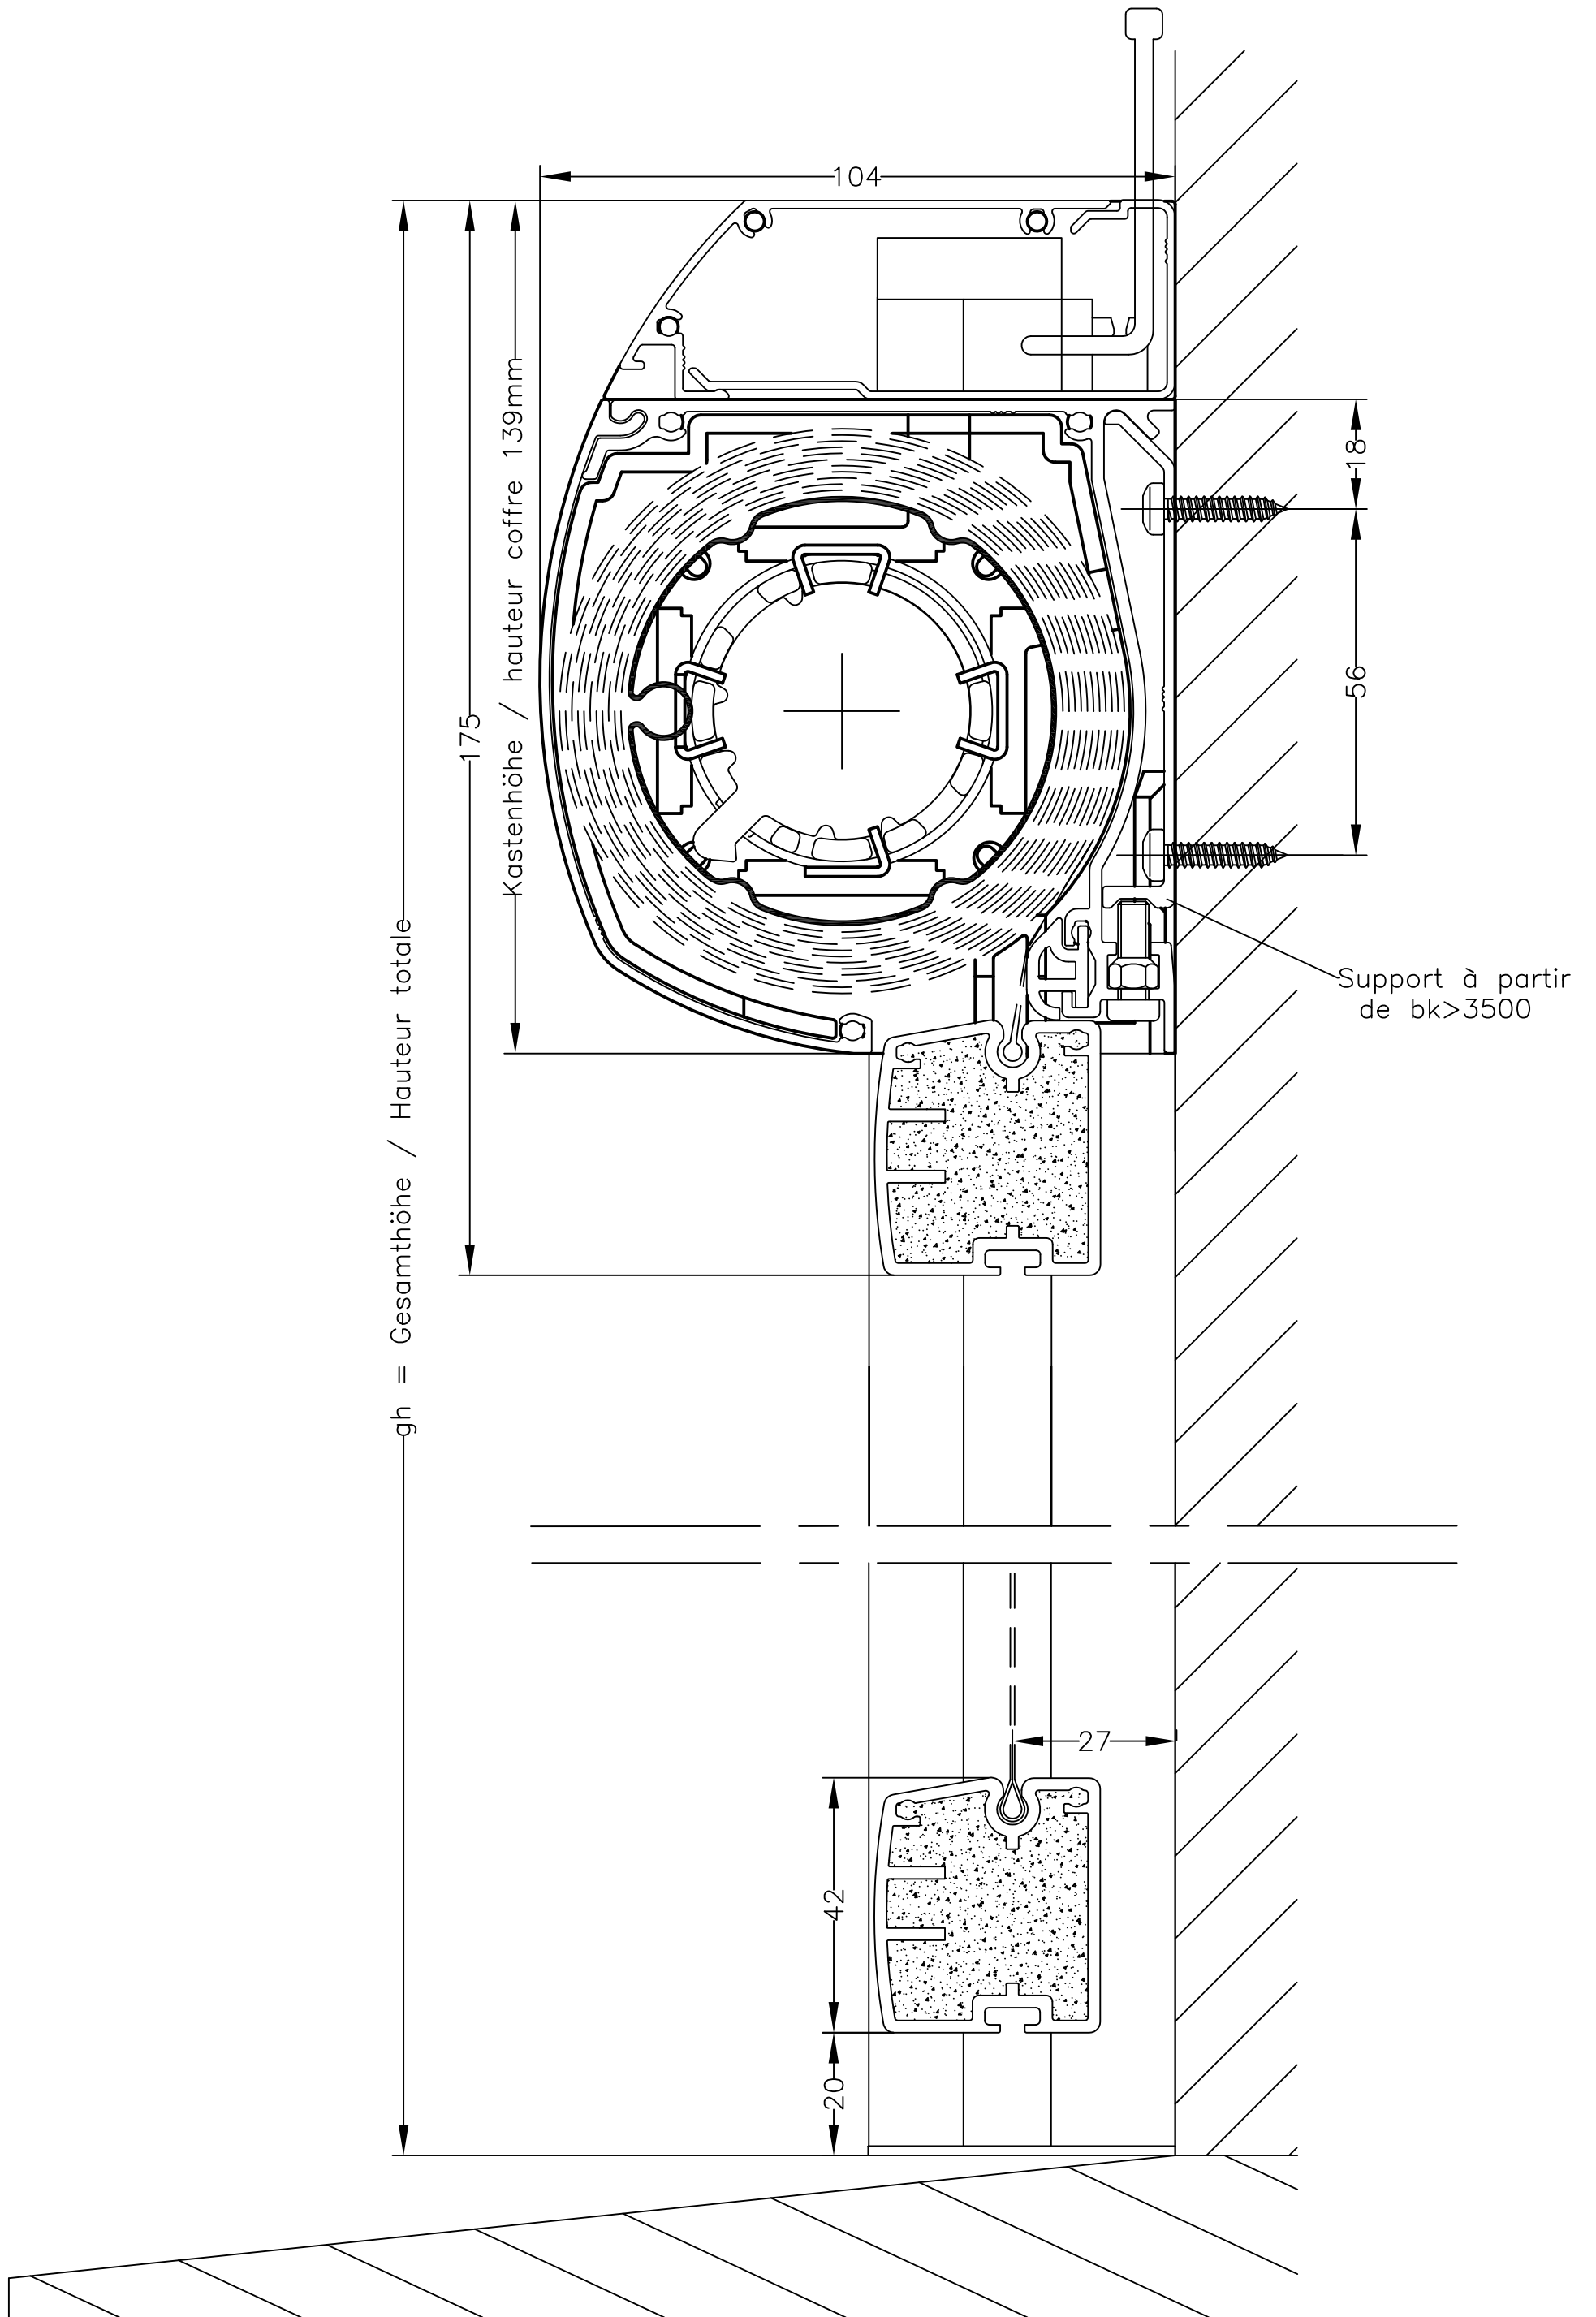 104
18
56
175
Kastenhöhe / hauteur coffre 139mm
gh = Gesamthöhe / Hauteur totale
Support à partir
de bk>3500
27
42
20